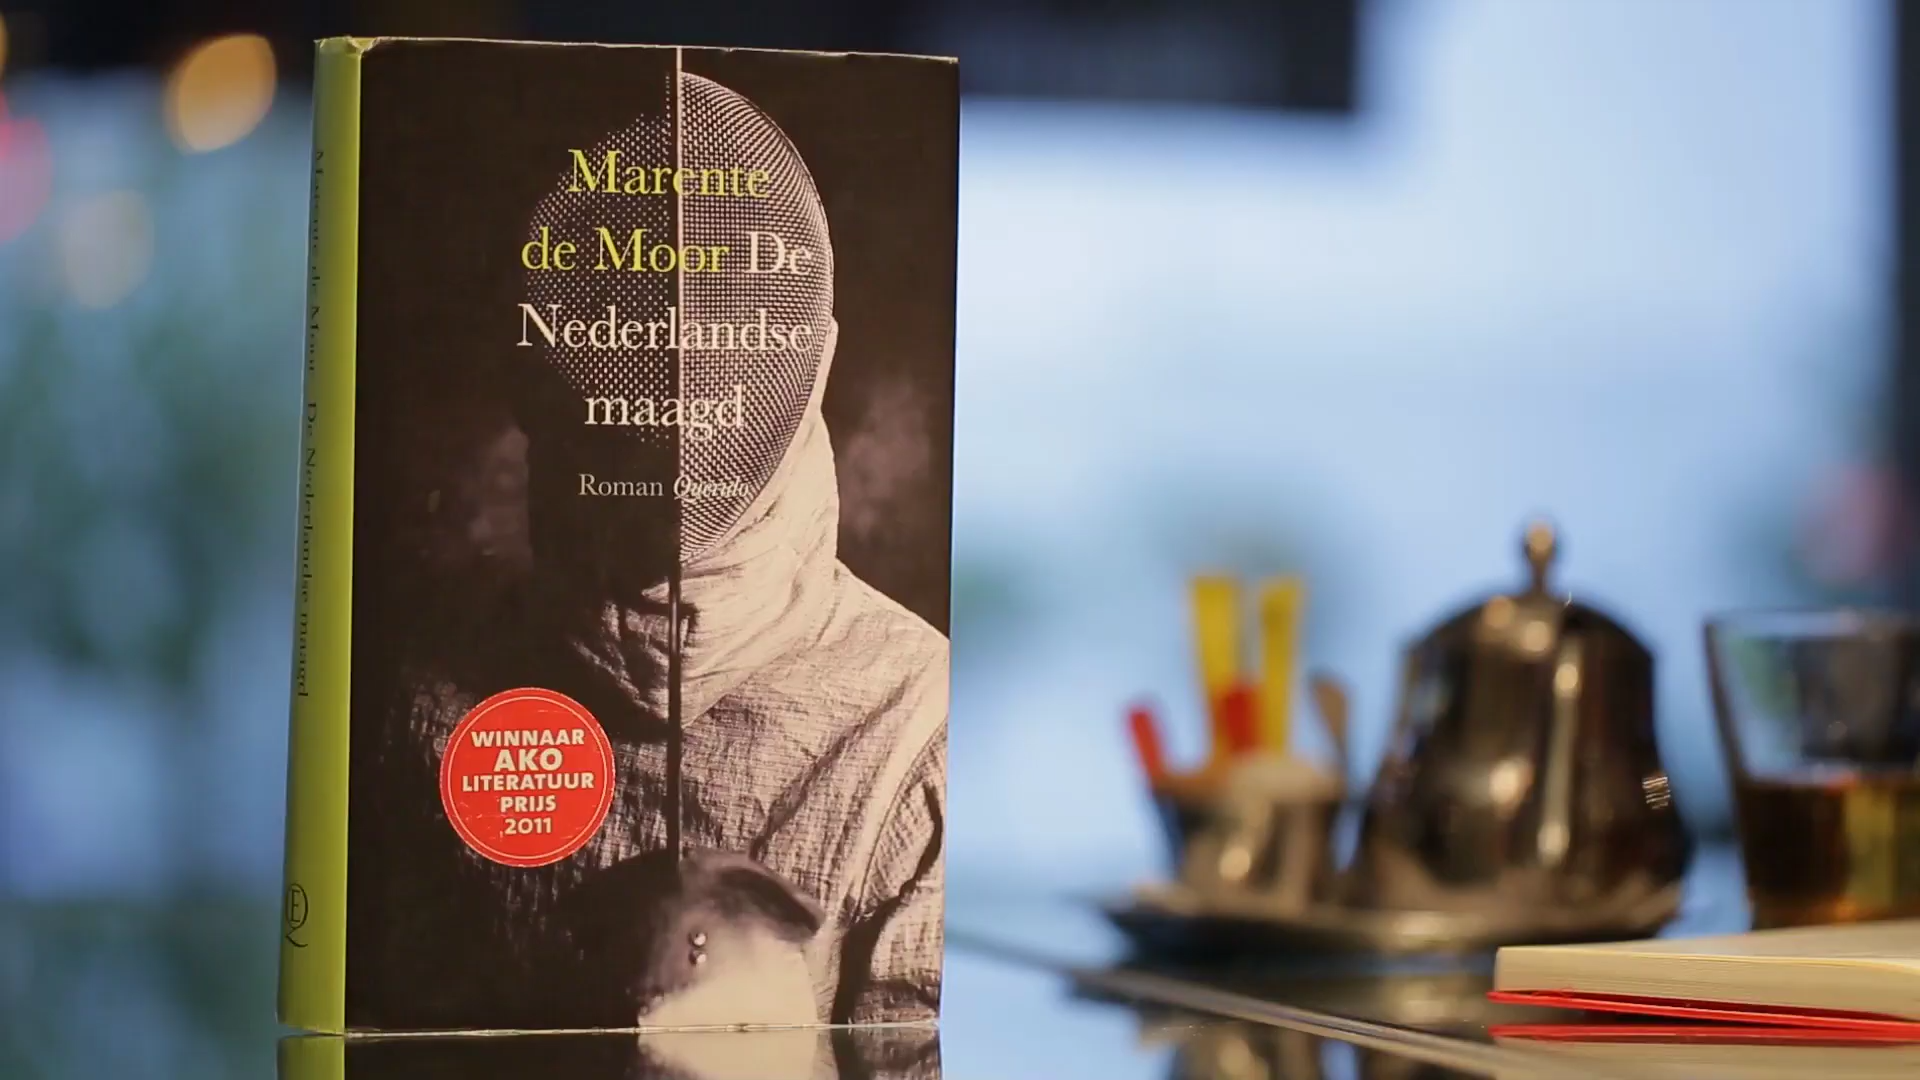 Marente
de Moor De
Nederlandse
maagd
Roman Querido
WINNAAR
AKO
LITERATUUR
PRIJS
2011
Marente de Moor De Nederlandse maagd